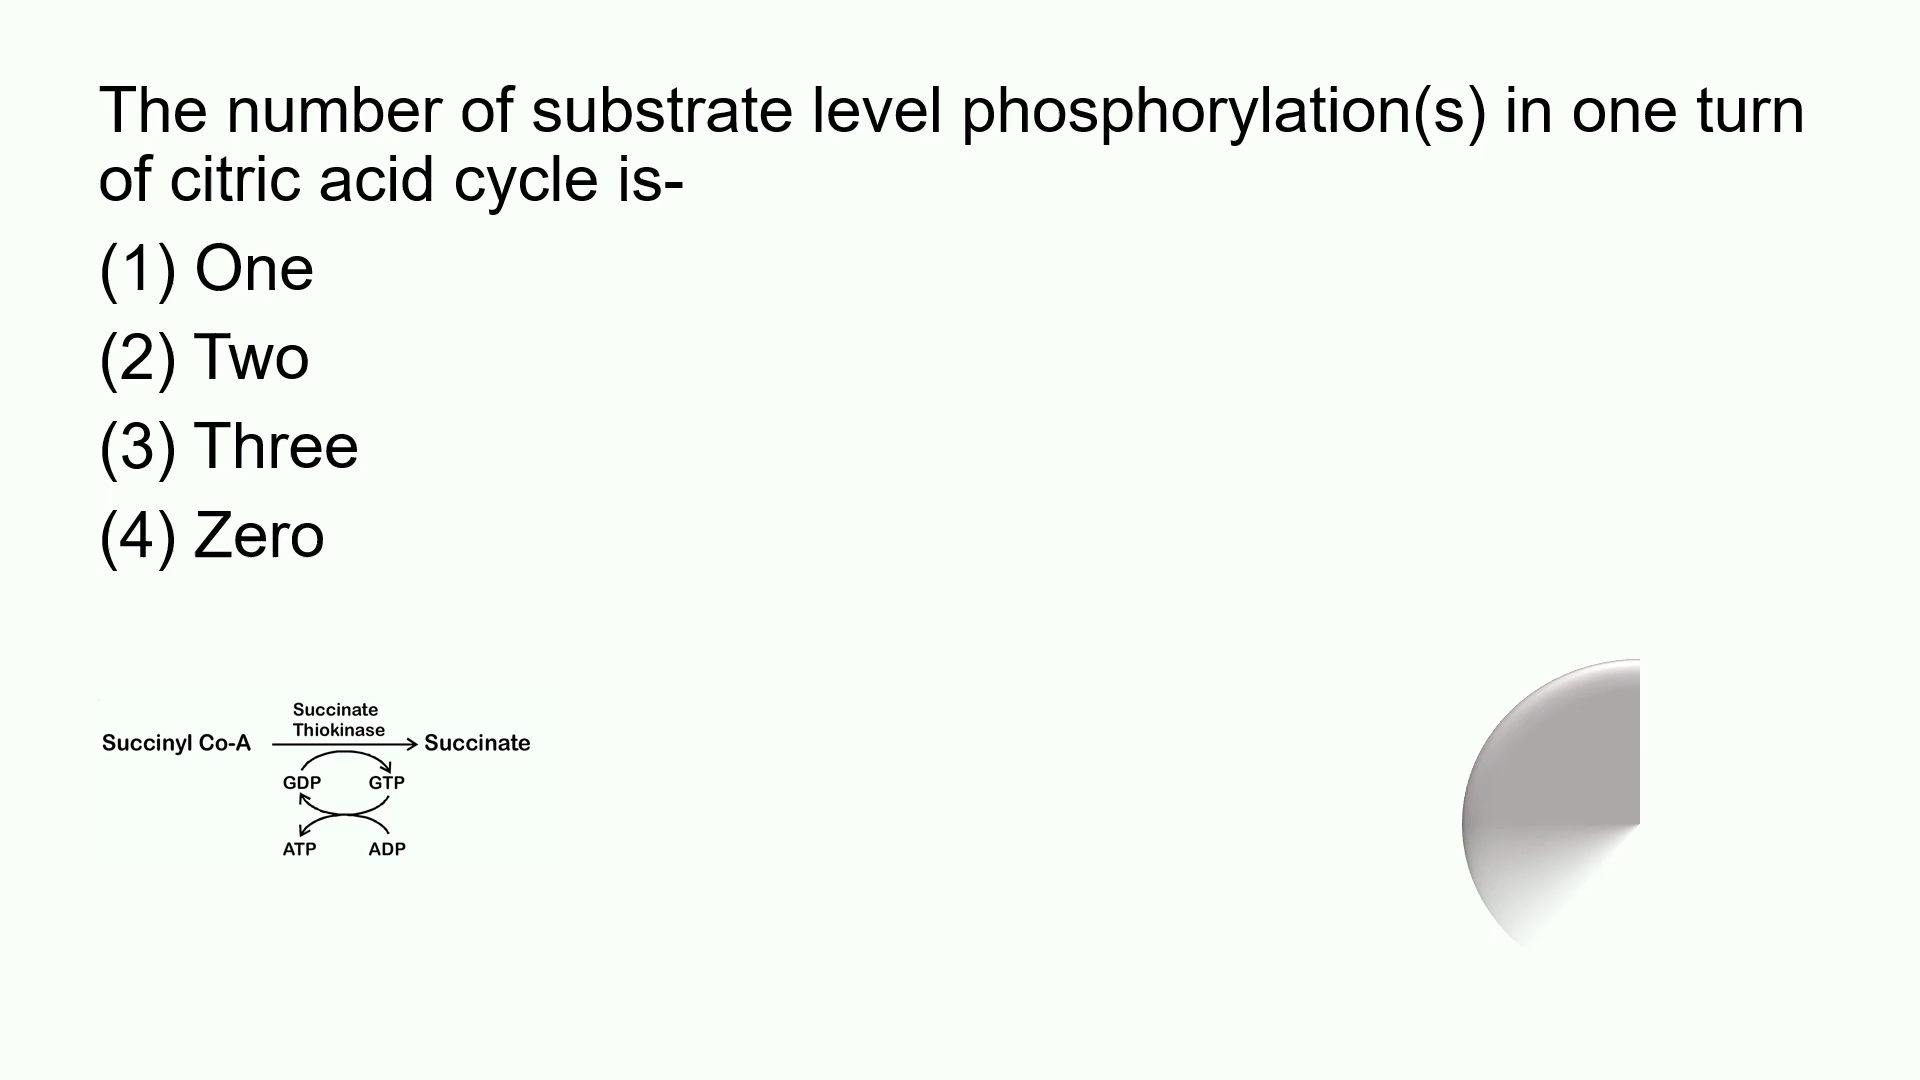 The number of substrate level phosphorylation(s) in one turn
of citric acid cycle is-
(1) One
(2) Two
(3) Three
(4) Zero
Succinate
Thiokinase
Succinyl Co-A
Succinate
GDP
GTP
ATP
ADP